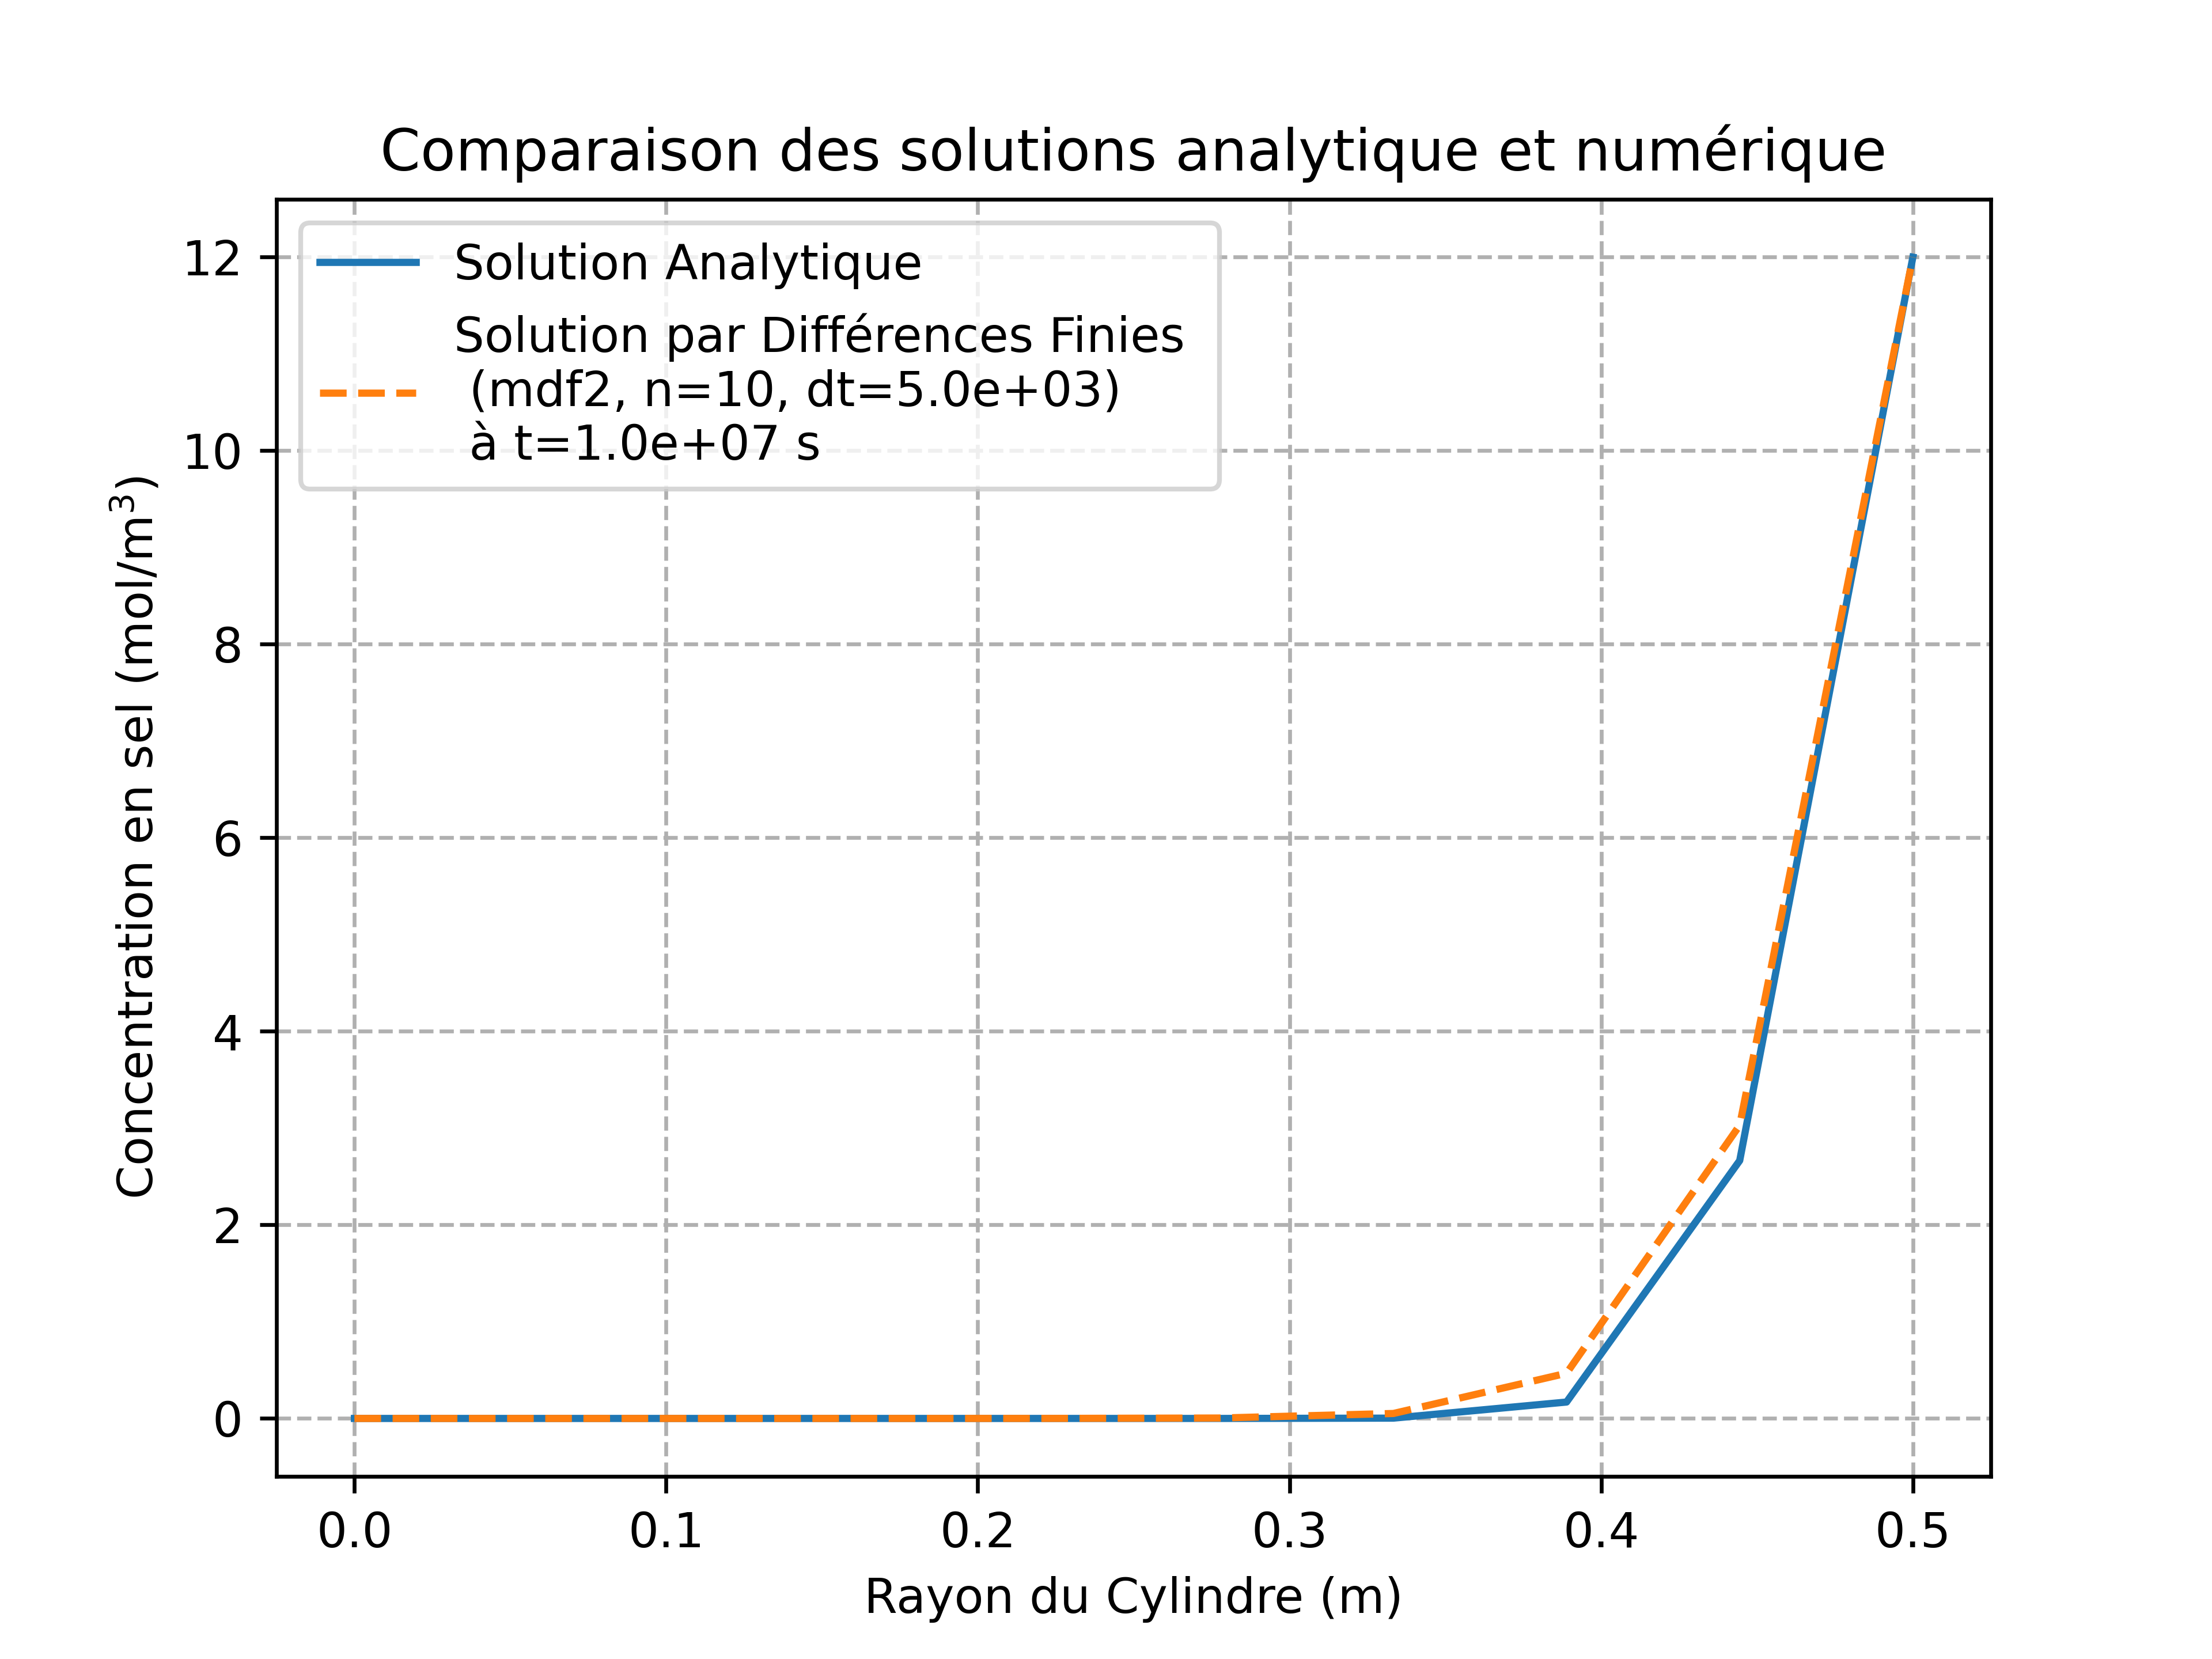 Comparaison des solutions analytique et numérique
Solution Analytique
Solution par Différences Finies
(mdf2, n=10, dt=5.0e+03)
à t=1.0e+07 s
Concentration en sel (mol/m³)
12
10
8
6
4
2
0
0.0 0.1 0.2 0.3 0.4 0.5
Rayon du Cylindre (m)